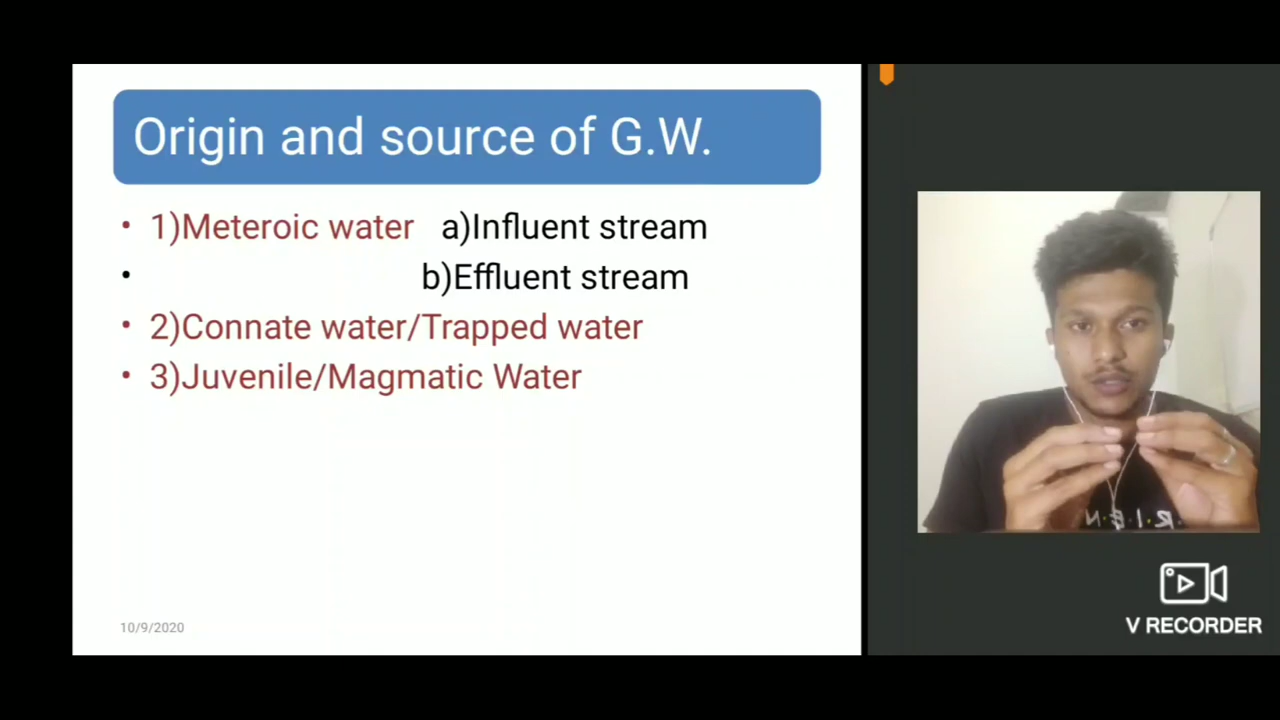 Origin and source of G.W.
• 1)Meteroic water a)Influent stream
• b)Effluent stream
• 2)Connate water/Trapped water
• 3)Juvenile/Magmatic Water
10/9/2020
V RECORDER